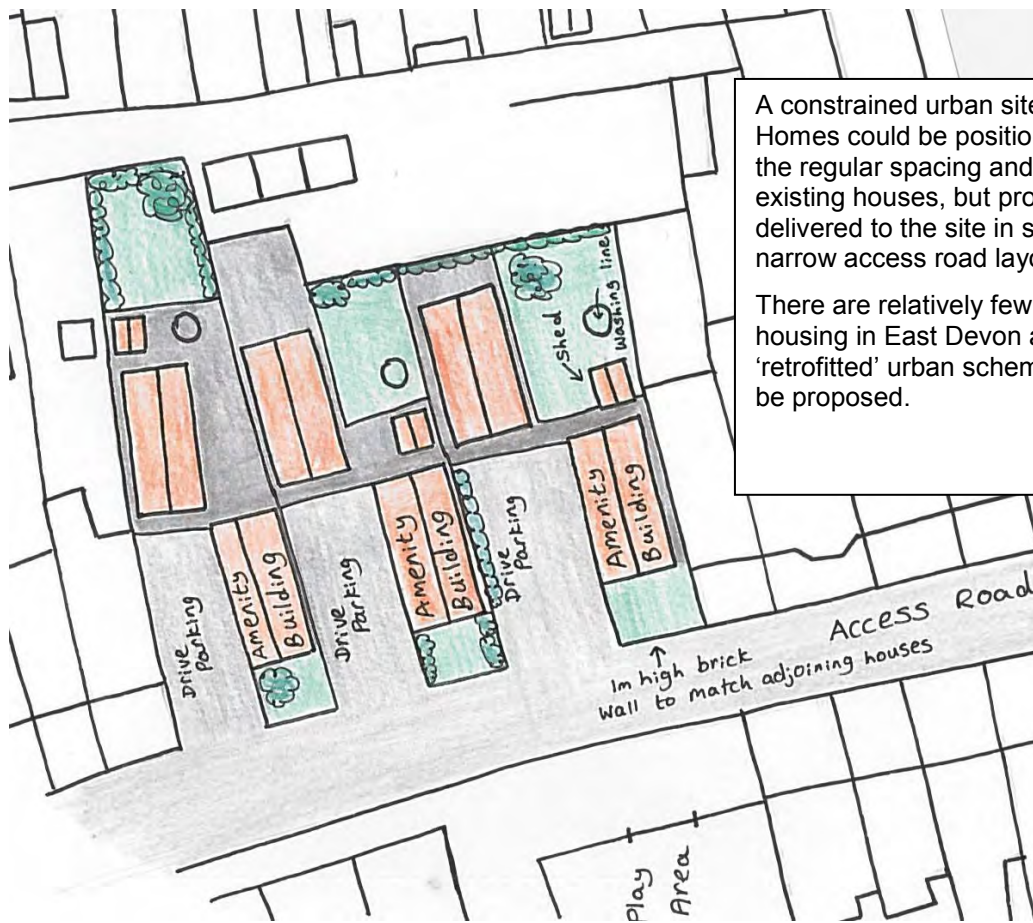 A constrained urban site
Homes could be positio
the regular spacing and
existing houses, but pro
delivered to the site in s
narrow access road layo
There are relatively few
housing in East Devon a
‘retrofitted’ urban schem
be proposed.
Shed
Washing line
Drive
Parking
Amenity
Building
Drive
Parking
Amenity
Building
Drive
Parking
Amenity
Building
1m high brick
wall to match adjoining houses
Access Road
Play
Area